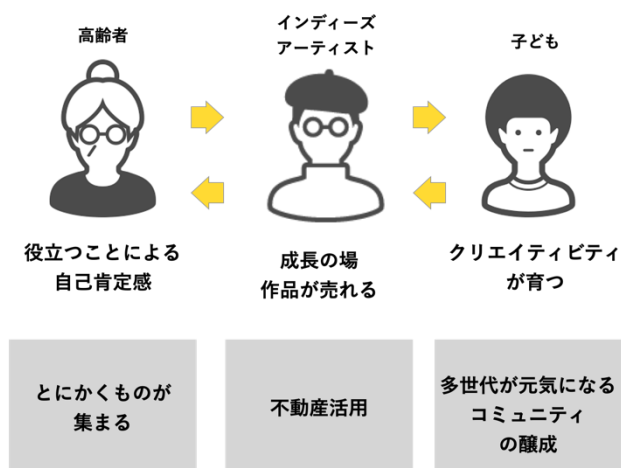 高齢者
インディーズ
アーティスト
子ども
役立つことによる
自己肯定感
成長の場
作品が売れる
クリエイティビティ
が育つ
とにかくものが
集まる
不動産活用
多世代が元気になる
コミュニティ
の醸成